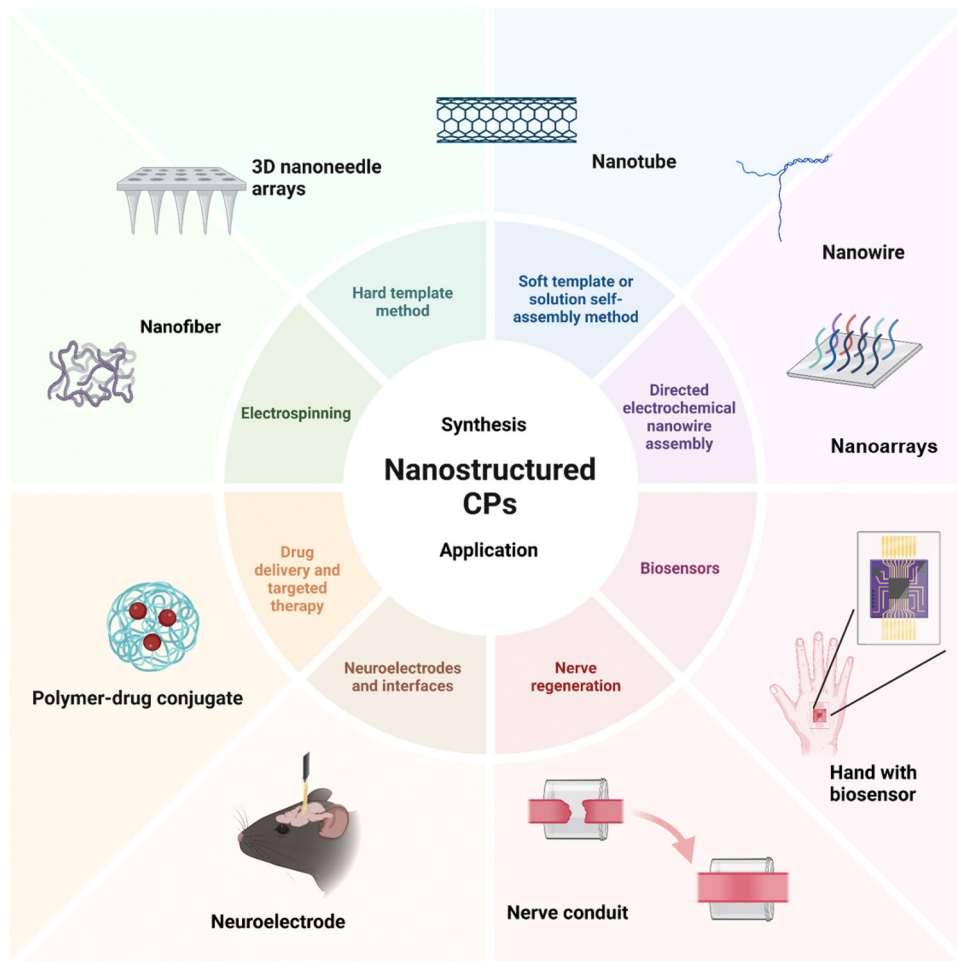 Nanotube
3D nanoneedle
arrays
Nanowire
Hard template
method
Soft template or
solution self-
assembly method
Nanofiber
Electrospinning
Directed
electrochemical
nanowire
assembly
Nanoarrays
Synthesis
Nanostructured
CPs
Application
Drug
delivery and
targeted
therapy
Biosensors
Neuroelectrodes
and interfaces
Nerve
regeneration
Polymer-drug conjugate
Hand with
biosensor
Neuroelectrode
Nerve conduit